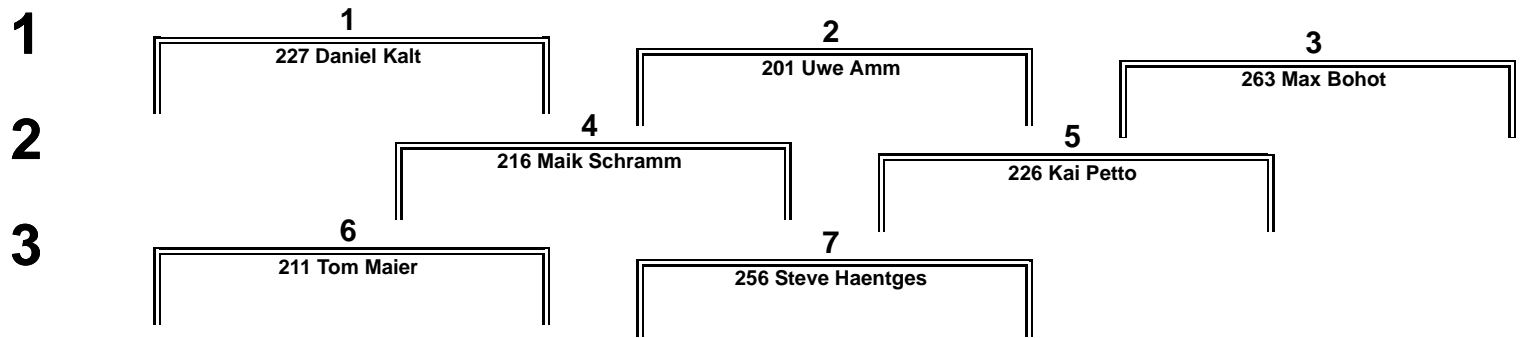 1
1
227 Daniel Kalt
2
201 Uwe Amm
3
263 Max Bohot
2
4
216 Maik Schramm
5
226 Kai Petto
3
6
211 Tom Maier
7
256 Steve Haentges